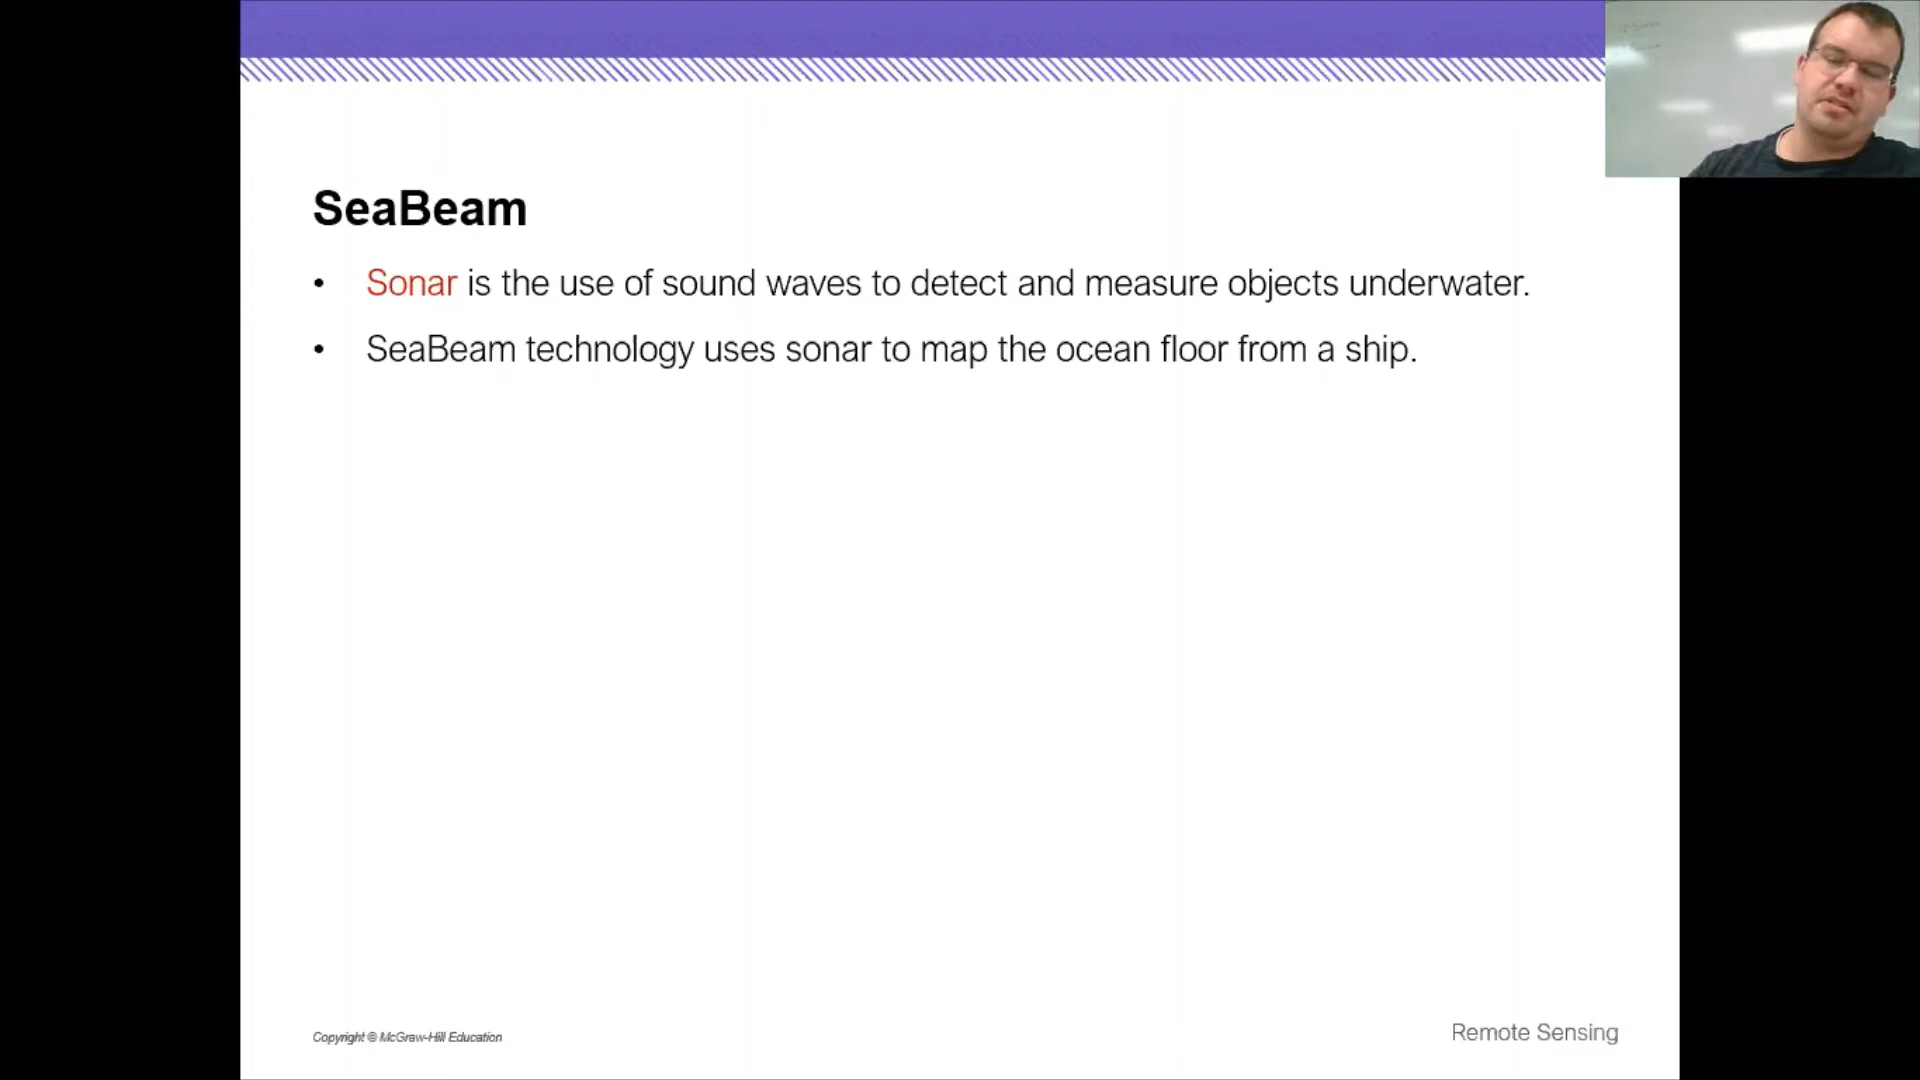 SeaBeam
• Sonar is the use of sound waves to detect and measure objects underwater.
• SeaBeam technology uses sonar to map the ocean floor from a ship.
Copyright © McGraw-Hill Education
Remote Sensing